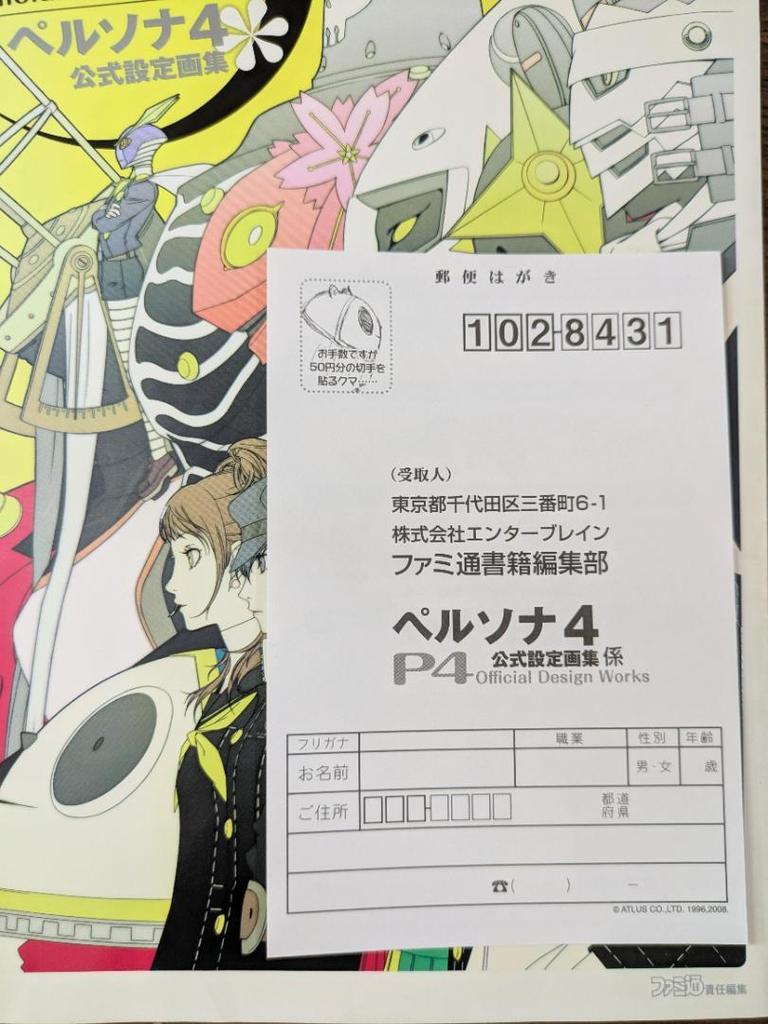 ペルソナ4
公式設定画集
郵便はがき
お手数ですが
50円分の切手を
貼るクマ……
102-8431
（受取人）
東京都千代田区三番町6-1
株式会社エンターブレイン
ファミ通書籍編集部
ペルソナ4
公式設定画集 係
P4 Official Design Works
フリガナ 職業 性別 年齢
お名前 男・女 歳
ご住所 都道
府県
☎( ) −
© ATLUS CO.,LTD. 1996,2008.
ファミ通責任編集